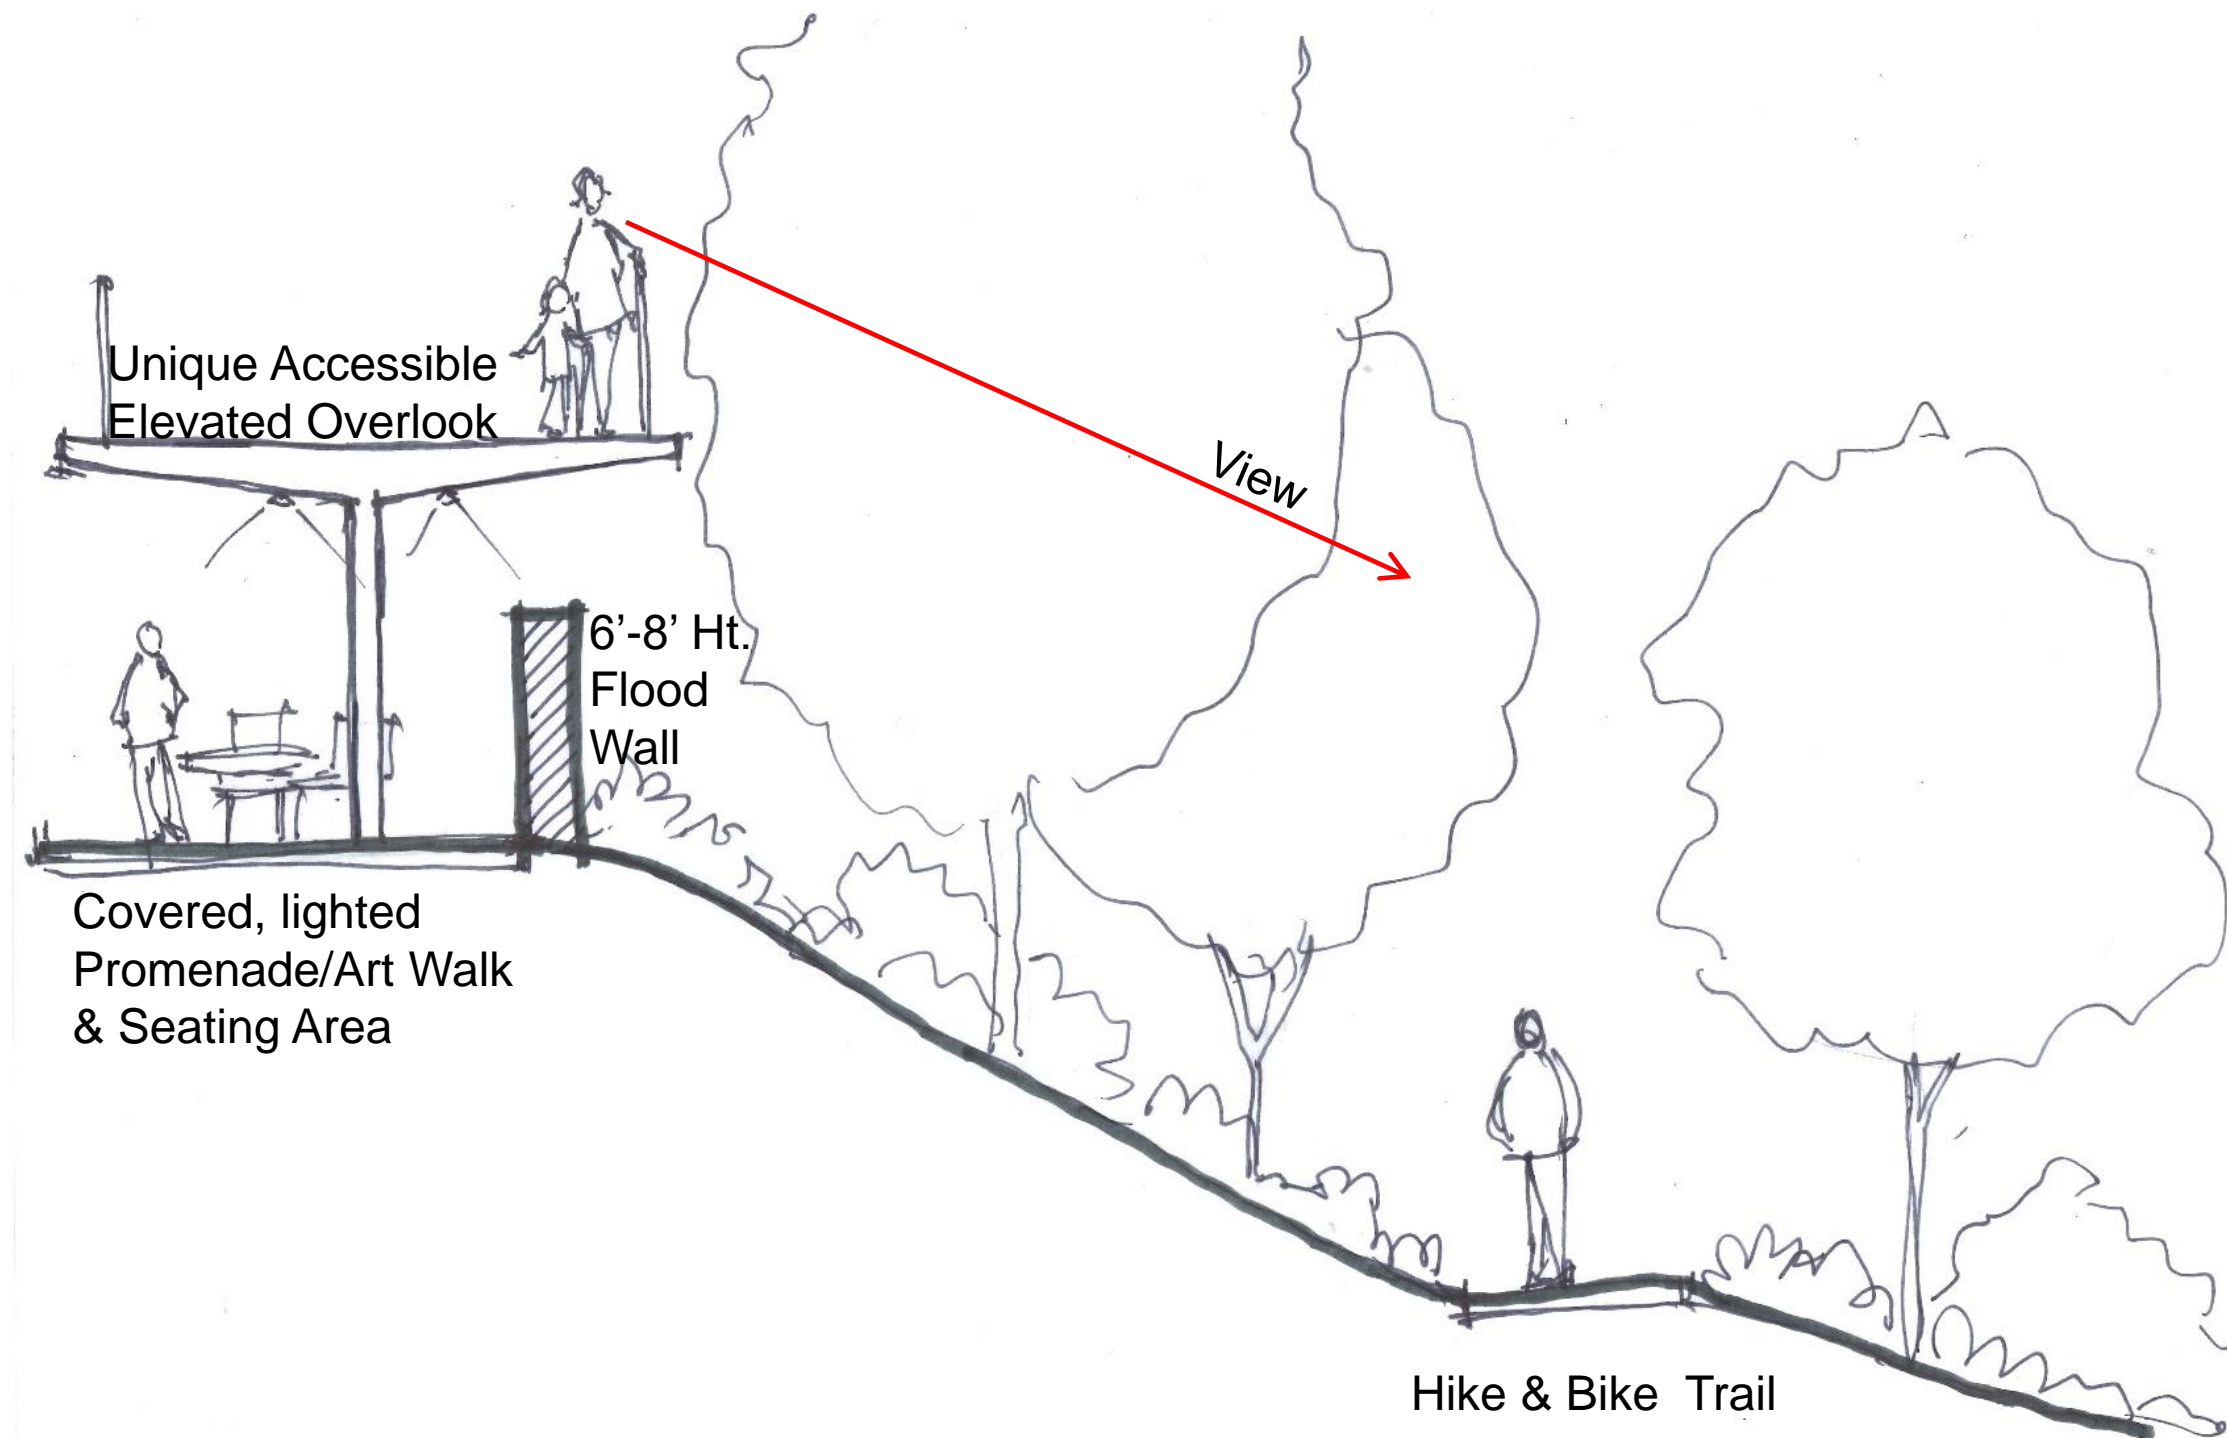 Unique Accessible
Elevated Overlook
View
6’-8’ Ht.
Flood
Wall
Covered, lighted
Promenade/Art Walk
& Seating Area
Hike & Bike Trail